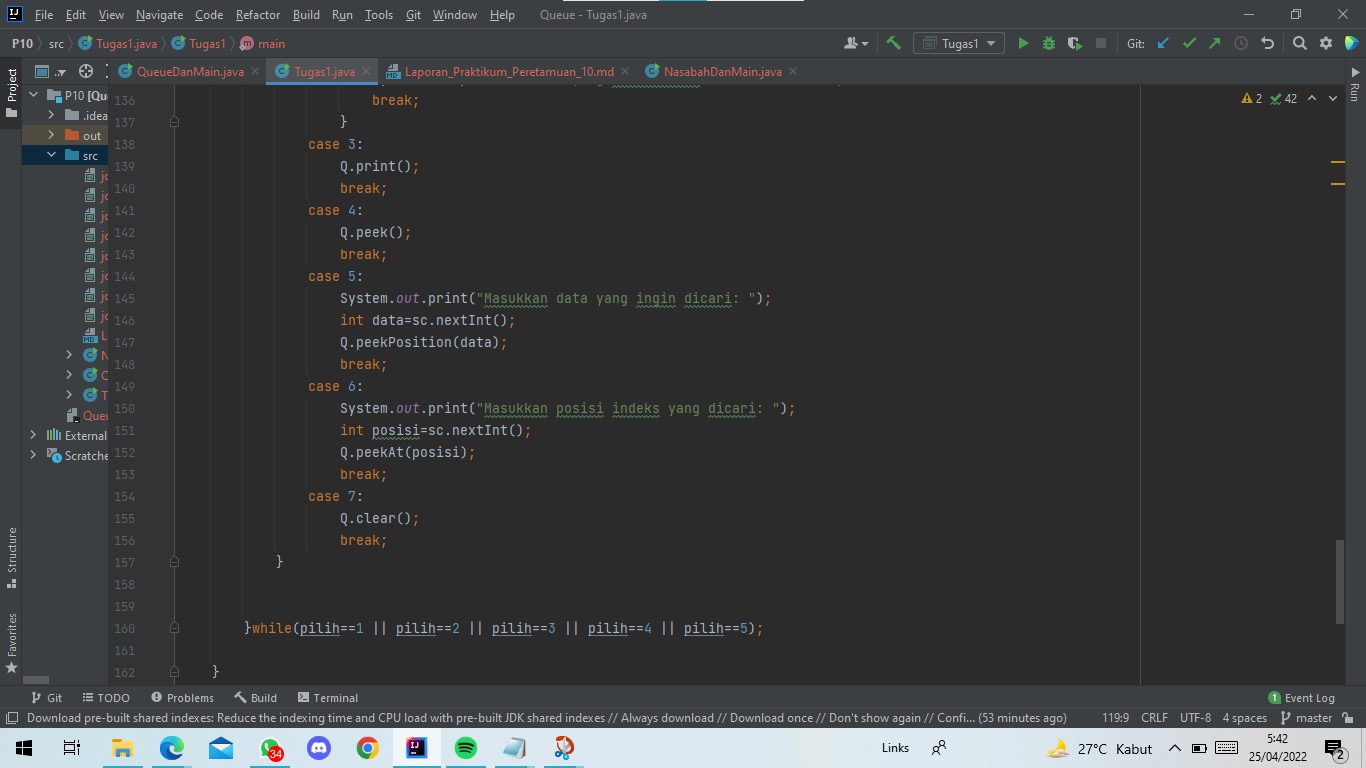 File Edit View Navigate Code Refactor Build Run Tools Git Window Help Queue - Tugas1.java
P10 src Tugas1.java Tugas1 main Tugas1 Git:
Project
QueueDanMain.java Tugas1.java Laporan_Praktikum_Peretamuan_10.md NasabahDanMain.java
Run
P10 [Qu
.idea
out
src
External
Scratche
2 42
136 break;
137 }
138 case 3:
139 Q.print();
140 break;
141 case 4:
142 Q.peek();
143 break;
144 case 5:
145 System.out.print("Masukkan data yang ingin dicari: ");
146 int data=sc.nextInt();
147 Q.peekPosition(data);
148 break;
149 case 6:
150 System.out.print("Masukkan posisi indeks yang dicari: ");
151 int posisi=sc.nextInt();
152 Q.peekAt(posisi);
153 break;
154 case 7:
155 Q.clear();
156 break;
157 }
158
159
160 }while(pilih==1 || pilih==2 || pilih==3 || pilih==4 || pilih==5);
161
162 }
Structure
Favorites
Git TODO Problems Build Terminal 1 Event Log
Download pre-built shared indexes: Reduce the indexing time and CPU load with pre-built JDK shared indexes // Always download // Download once // Don't show again // Confi... (53 minutes ago) 119:9 CRLF UTF-8 4 spaces master
34 Links 27°C Kabut 5:42
25/04/2022 2